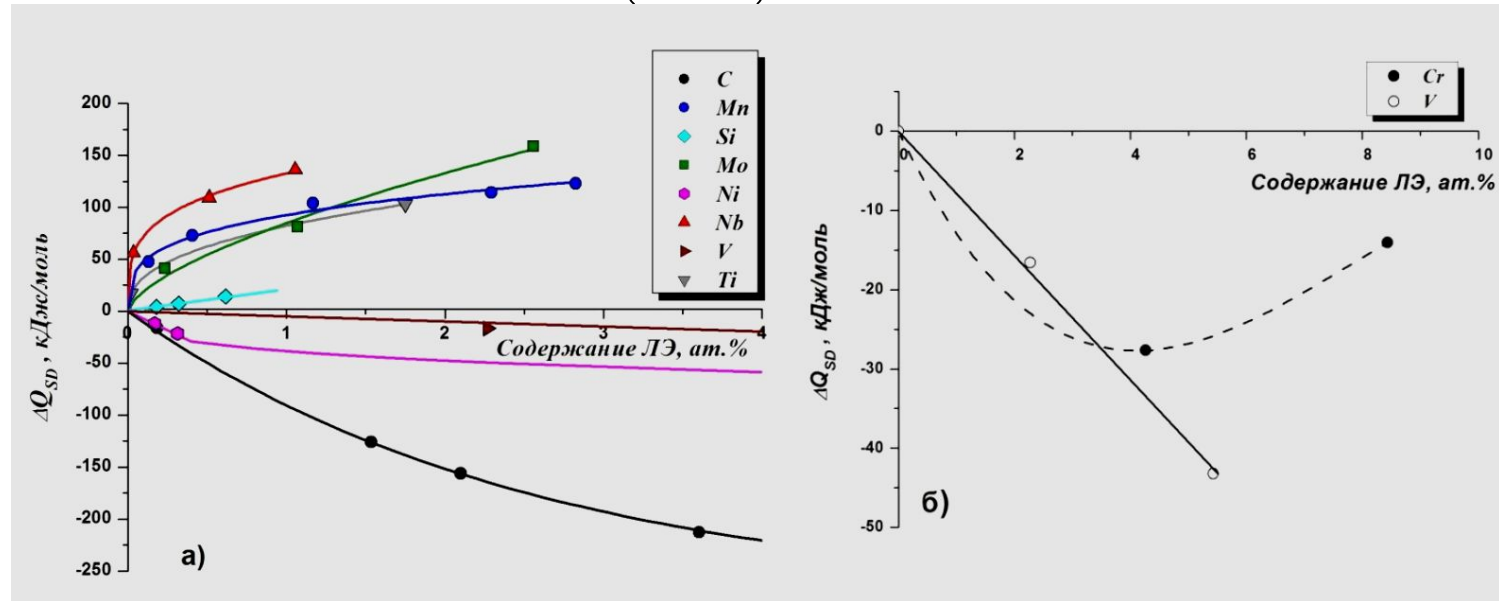 C
Mn
Si
Mo
Ni
Nb
V
Ti
200
150
100
50
0
-50
-100
-150
-200
-250
0 1 2 3 4
Содержание ЛЭ, ат.%
ΔQ_SD, кДж/моль
а)
Cr
V
0
-10
-20
-30
-40
-50
0 2 4 6 8 10
Содержание ЛЭ, ат.%
ΔQ_SD, кДж/моль
б)